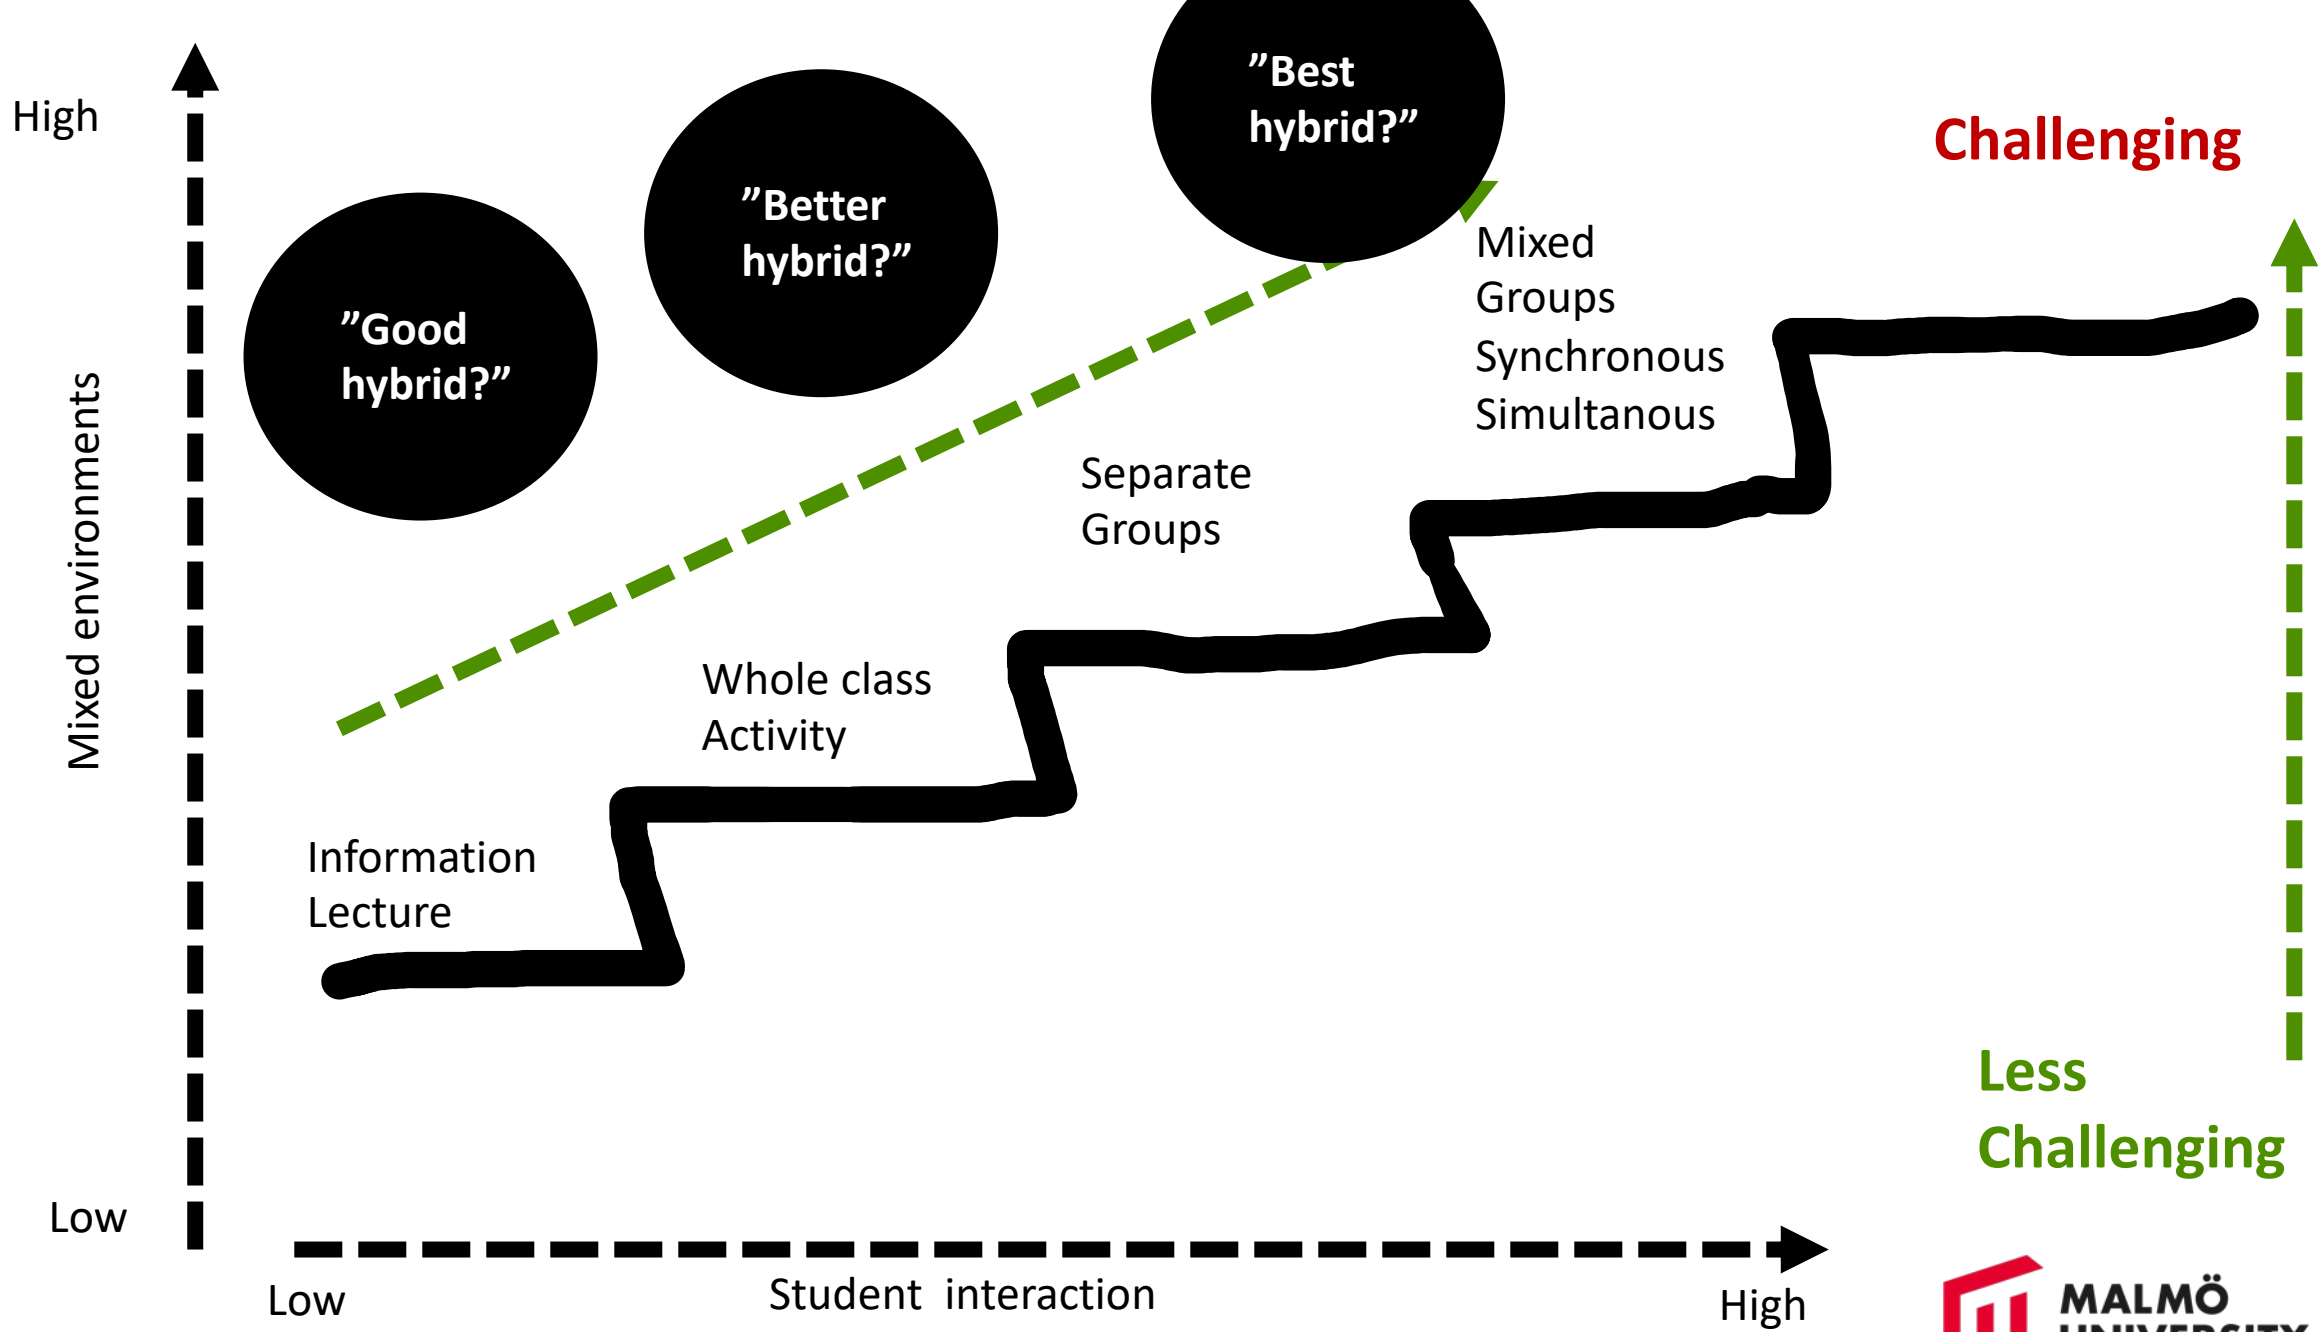 High
Mixed environments
Low
”Good
hybrid?”
”Better
hybrid?”
”Best
hybrid?”
Challenging
Mixed
Groups
Synchronous
Simultanous
Separate
Groups
Whole class
Activity
Information
Lecture
Less
Challenging
Low
Student interaction
High
MALMÖ
UNIVERSITY